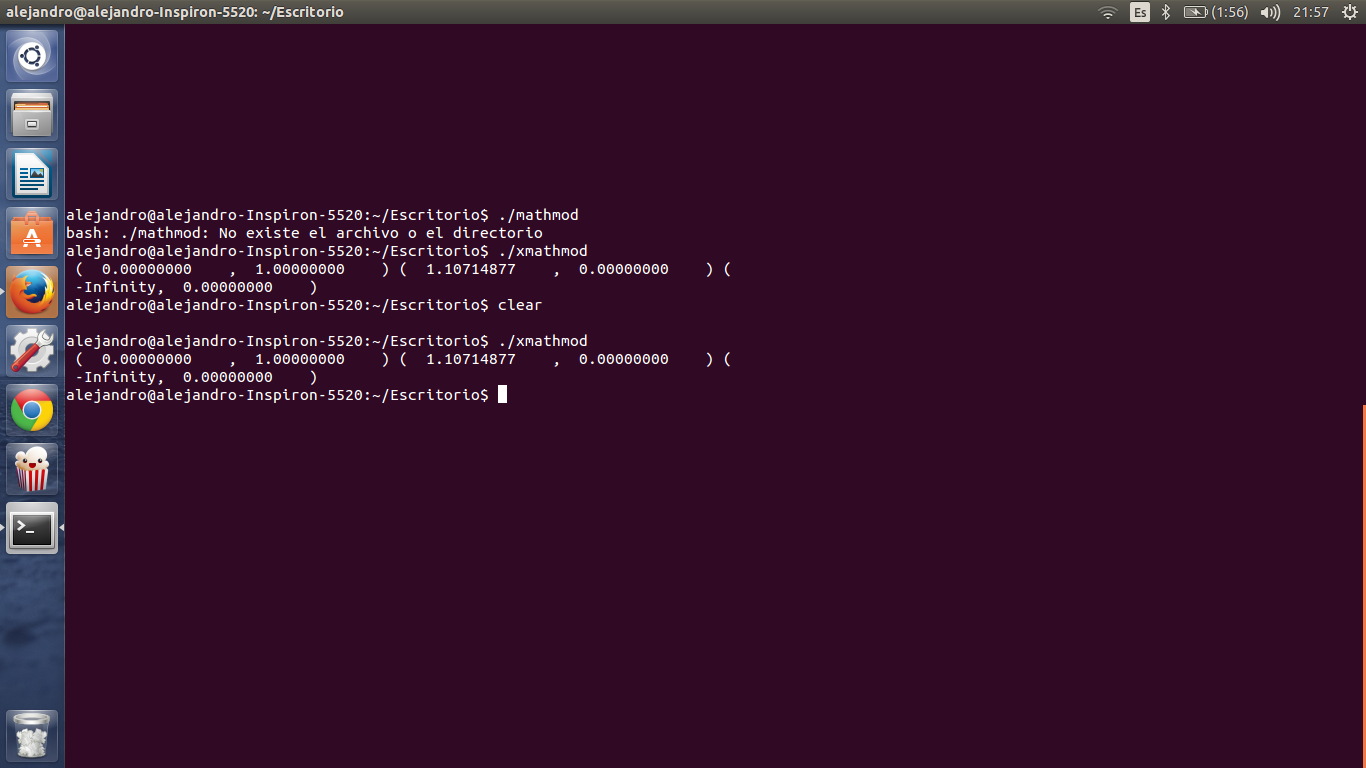 alejandro@alejandro-Inspiron-5520: ~/Escritorio
Es
(1:56)
21:57
alejandro@alejandro-Inspiron-5520:~/Escritorio$ ./mathmod
bash: ./mathmod: No existe el archivo o el directorio
alejandro@alejandro-Inspiron-5520:~/Escritorio$ ./xmathmod
(  0.00000000    ,  1.00000000    ) (  1.10714877    ,  0.00000000    ) (
-Infinity,  0.00000000    )
alejandro@alejandro-Inspiron-5520:~/Escritorio$ clear
alejandro@alejandro-Inspiron-5520:~/Escritorio$ ./xmathmod
(  0.00000000    ,  1.00000000    ) (  1.10714877    ,  0.00000000    ) (
-Infinity,  0.00000000    )
alejandro@alejandro-Inspiron-5520:~/Escritorio$